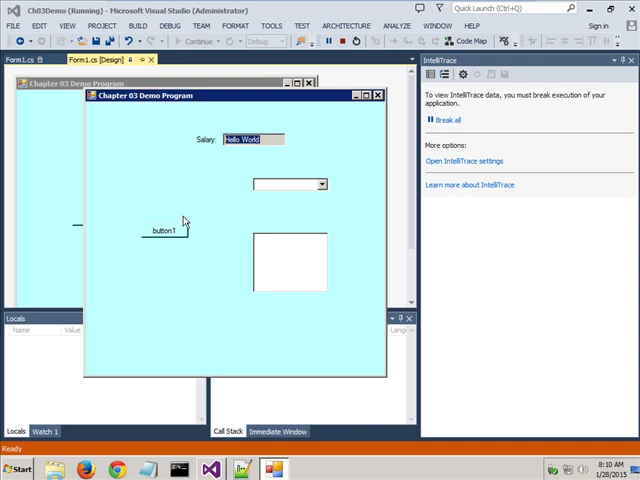 Ch03Demo (Running) - Microsoft Visual Studio (Administrator)
Quick Launch (Ctrl+Q)
FILE EDIT VIEW PROJECT BUILD DEBUG TEAM FORMAT TOOLS TEST ARCHITECTURE ANALYZE WINDOW HELP Sign in
Continue Debug Code Map
Form1.cs Form1.cs [Design]
IntelliTrace
Chapter 03 Demo Program
Chapter 03 Demo Program
To view IntelliTrace data, you must break execution of your
application.
Break all
More options:
Open IntelliTrace settings
Learn more about IntelliTrace
Salary: Hello World
button1
Locals
Name Value
Lang
Locals Watch 1 Call Stack Immediate Window
Ready
Start
8:10 AM
1/28/2015